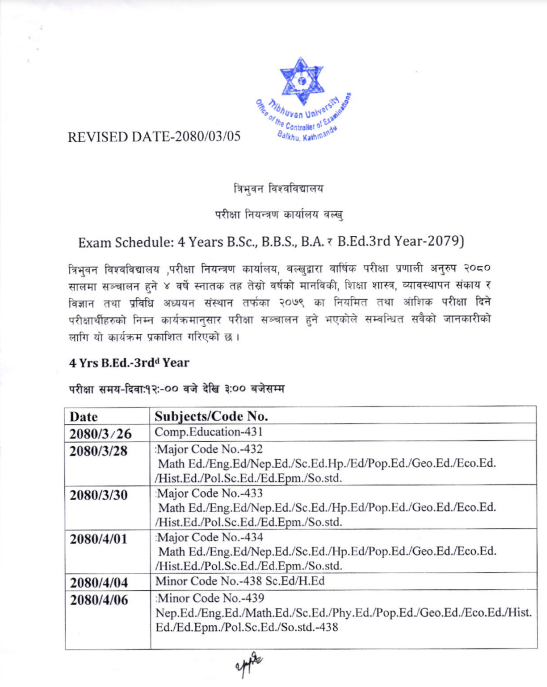 Tribhuvan University
Office of the Controller of Examinations
Balkhu, Kathmandu
REVISED DATE-2080/03/05
त्रिभुवन विश्वविद्यालय
परीक्षा नियन्त्रण कार्यालय वल्खु
Exam Schedule: 4 Years B.Sc., B.B.S., B.A. र B.Ed.3rd Year-2079)
त्रिभुवन विश्वविद्यालय ,परीक्षा नियन्त्रण कार्यालय, वल्खुद्वारा वार्षिक परीक्षा प्रणाली अनुरुप २०८०
सालमा सञ्चालन हुने ४ वर्षे स्नातक तह तेस्रो वर्षको मानविकी, शिक्षा शास्त्र, व्यावस्थापन संकाय र
विज्ञान तथा प्रविधि अध्ययन संस्थान तर्फका २०७९ का नियमित तथा आंशिक परीक्षा दिने
परीक्षार्थीहरुको निम्न कार्यक्रमानुसार परीक्षा सञ्चालन हुने भएकोले सम्वन्धित सवैको जानकारीको
लागि यो कार्यक्रम प्रकाशित गरिएको छ ।
4 Yrs B.Ed.-3rdᵈ Year
परीक्षा समय-दिवा:१२:-०० वजे देखि ३:०० वजेसम्म
Date Subjects/Code No.
2080/3/26 Comp.Education-431
2080/3/28 :Major Code No.-432
Math Ed./Eng.Ed/Nep.Ed./Sc.Ed.Hp./Ed/Pop.Ed./Geo.Ed./Eco.Ed.
/Hist.Ed./Pol.Sc.Ed./Ed.Epm./So.std.
2080/3/30 :Major Code No.-433
Math Ed./Eng.Ed/Nep.Ed./Sc.Ed./Hp.Ed/Pop.Ed./Geo.Ed./Eco.Ed.
/Hist.Ed./Pol.Sc.Ed./Ed.Epm./So.std.
2080/4/01 :Major Code No.-434
Math Ed./Eng.Ed/Nep.Ed./Sc.Ed./Hp.Ed/Pop.Ed./Geo.Ed./Eco.Ed.
/Hist.Ed./Pol.Sc.Ed./Ed.Epm./So.std.
2080/4/04 Minor Code No.-438 Sc.Ed/H.Ed
2080/4/06 :Minor Code No.-439
Nep.Ed./Eng.Ed./Math.Ed./Sc.Ed./Phy.Ed./Pop.Ed./Geo.Ed./Eco.Ed./Hist.
Ed./Ed.Epm./Pol.Sc.Ed./So.std.-438